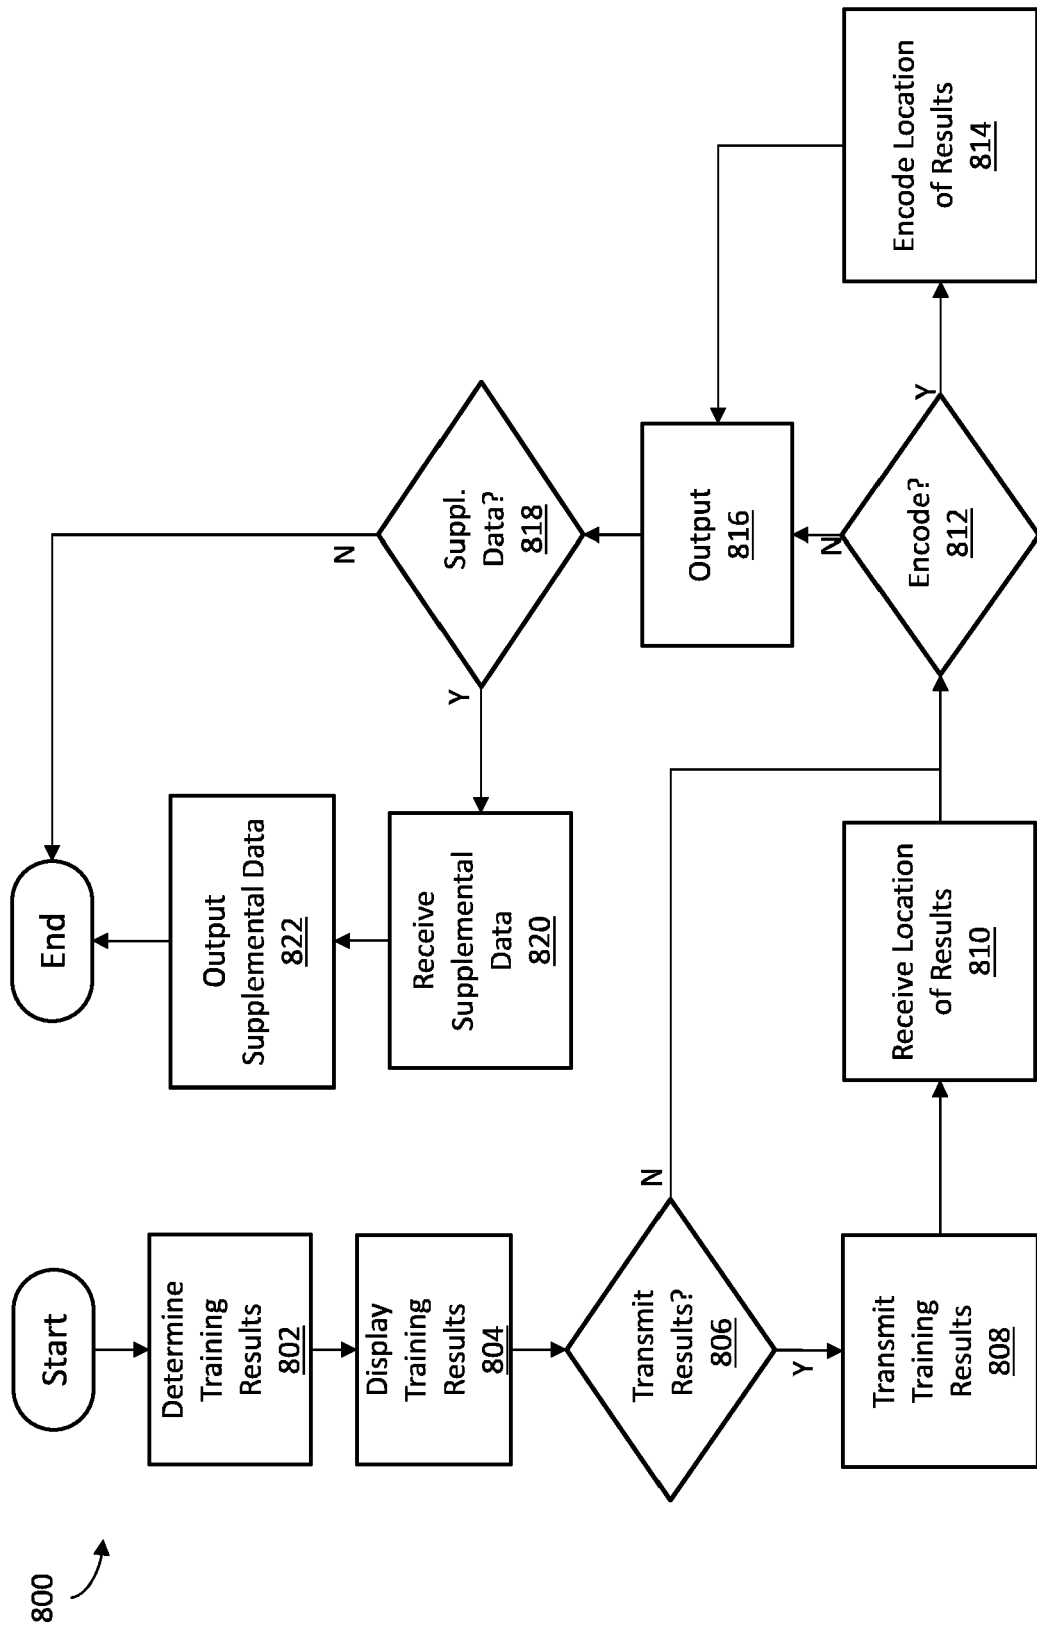 800
Start
Determine
Training
Results
802
Display
Training
Results
804
Transmit
Results?
806
N
Y
Transmit
Training
Results
808
Receive Location
of Results
810
Encode?
812
Y
N
Encode Location
of Results
814
Output
816
Suppl.
Data?
818
N
Y
Receive
Supplemental
Data
820
Output
Supplemental Data
822
End